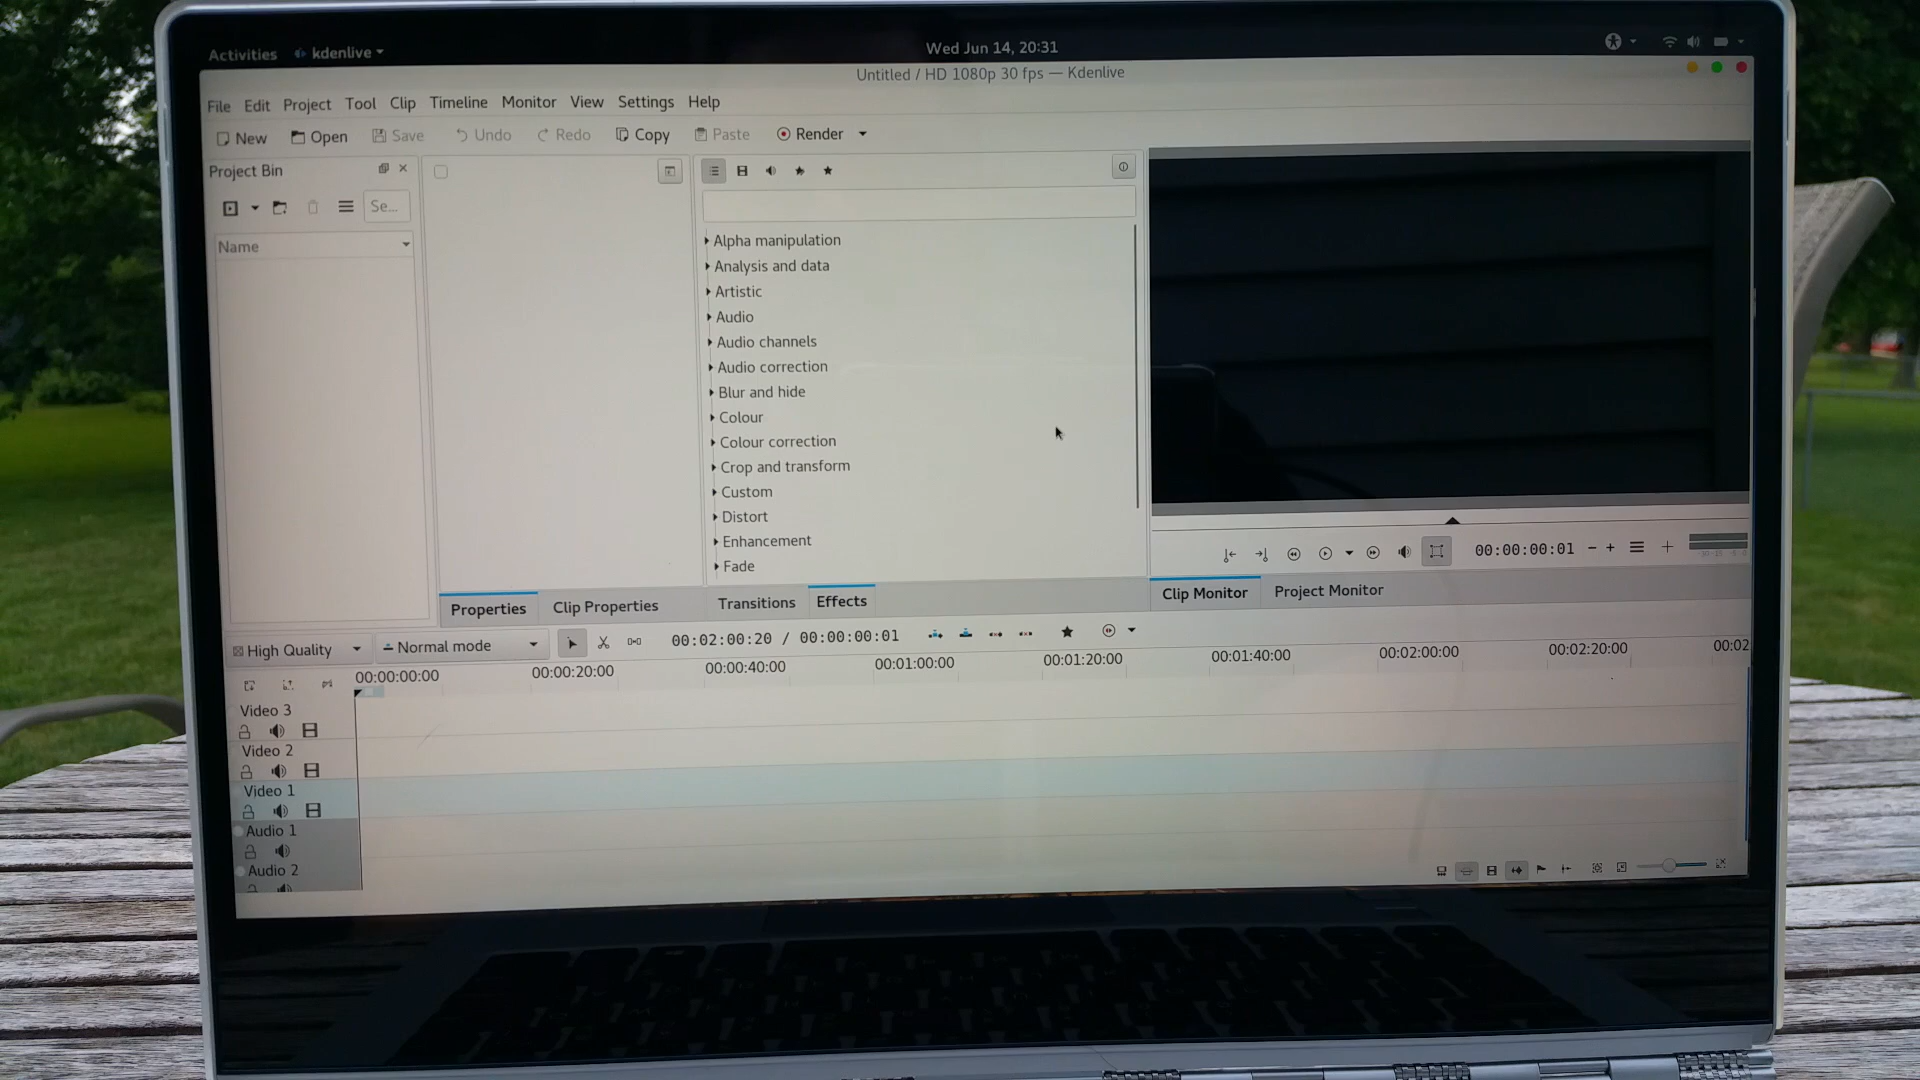 Activities kdenlive Wed Jun 14, 20:31
Untitled / HD 1080p 30 fps — Kdenlive
File Edit Project Tool Clip Timeline Monitor View Settings Help
New Open Save Undo Redo Copy Paste Render
Project Bin
Se...
Name
Alpha manipulation
Analysis and data
Artistic
Audio
Audio channels
Audio correction
Blur and hide
Colour
Colour correction
Crop and transform
Custom
Distort
Enhancement
Fade
00:00:00:01
Properties Clip Properties Transitions Effects Clip Monitor Project Monitor
High Quality Normal mode 00:02:00:20 / 00:00:00:01
00:00:00:00 00:00:20:00 00:00:40:00 00:01:00:00 00:01:20:00 00:01:40:00 00:02:00:00 00:02:20:00 00:02
Video 3
Video 2
Video 1
Audio 1
Audio 2